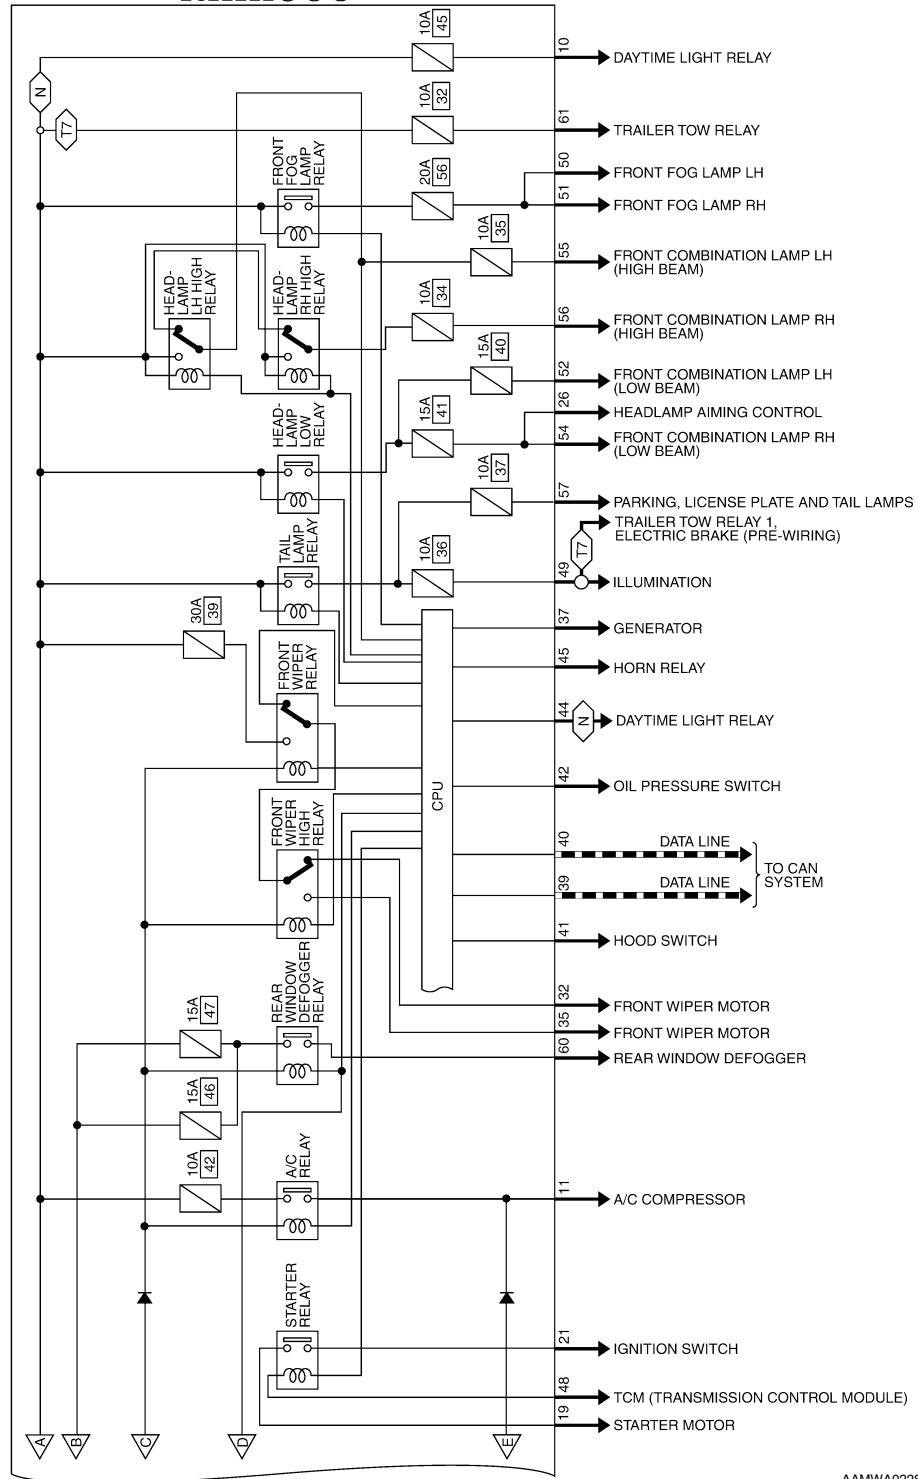 10A
45
10
DAYTIME LIGHT RELAY
N
10A
32
61
TRAILER TOW RELAY
T7
FRONT
FOG
LAMP
RELAY
20A
56
50
FRONT FOG LAMP LH
51
FRONT FOG LAMP RH
10A
35
55
FRONT COMBINATION LAMP LH
(HIGH BEAM)
HEAD-
LAMP
LH HIGH
RELAY
HEAD-
LAMP
RH HIGH
RELAY
10A
34
56
FRONT COMBINATION LAMP RH
(HIGH BEAM)
15A
40
52
FRONT COMBINATION LAMP LH
(LOW BEAM)
HEAD-
LAMP
LOW
RELAY
15A
41
26
HEADLAMP AIMING CONTROL
54
FRONT COMBINATION LAMP RH
(LOW BEAM)
10A
37
57
PARKING, LICENSE PLATE AND TAIL LAMPS
TRAILER TOW RELAY 1,
ELECTRIC BRAKE (PRE-WIRING)
T7
TAIL
LAMP
RELAY
10A
36
49
ILLUMINATION
30A
39
37
GENERATOR
FRONT
WIPER
RELAY
45
HORN RELAY
44
N
DAYTIME LIGHT RELAY
CPU
42
OIL PRESSURE SWITCH
FRONT
WIPER
HIGH
RELAY
40
DATA LINE
39
DATA LINE
TO CAN
SYSTEM
41
HOOD SWITCH
REAR
WINDOW
DEFOGGER
RELAY
32
FRONT WIPER MOTOR
35
FRONT WIPER MOTOR
15A
47
60
REAR WINDOW DEFOGGER
15A
46
10A
42
A/C
RELAY
11
A/C COMPRESSOR
STARTER
RELAY
21
IGNITION SWITCH
48
TCM (TRANSMISSION CONTROL MODULE)
19
STARTER MOTOR
A
B
C
D
E